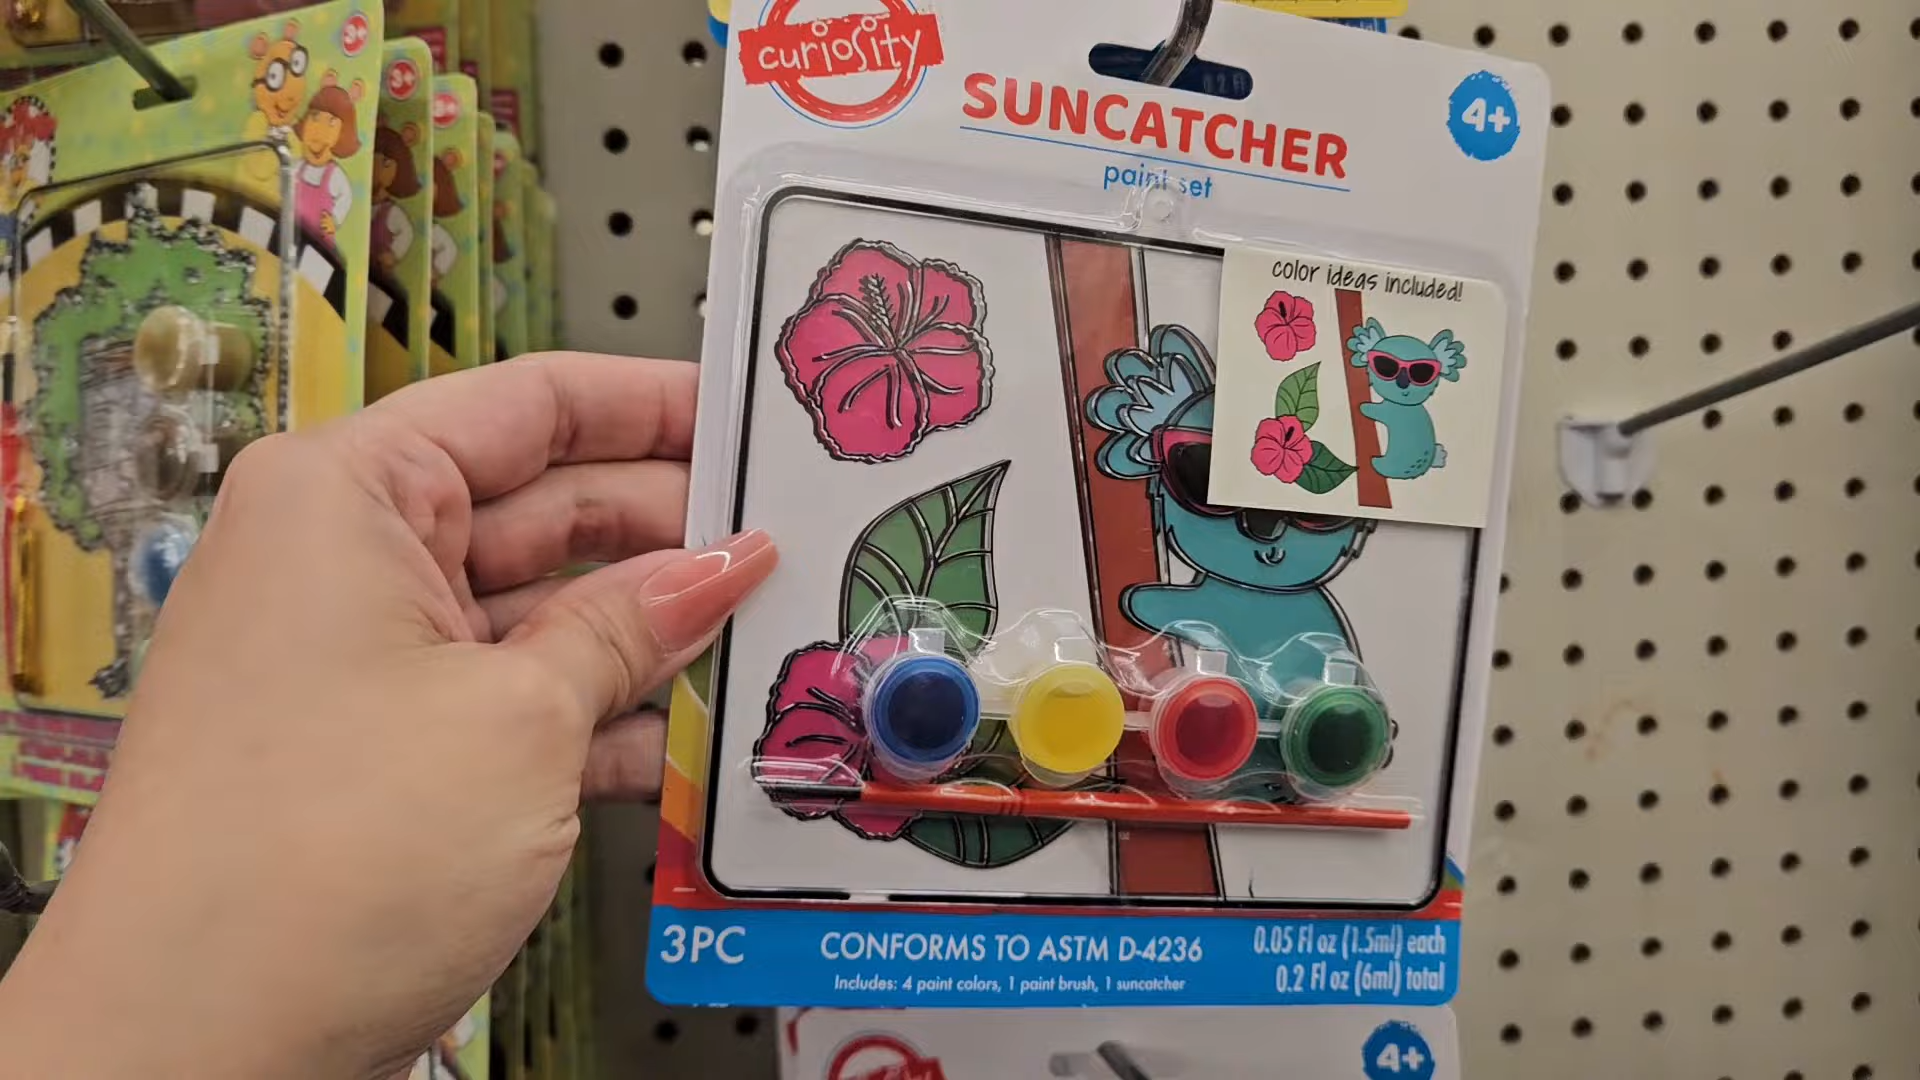 curiosity
SUNCATCHER
paint set
4+
color ideas included!
3PC
CONFORMS TO ASTM D-4236
Includes: 4 paint colors, 1 paint brush, 1 suncatcher
0.05 Fl oz (1.5ml) each
0.2 Fl oz (6ml) total
3+
3+
4+